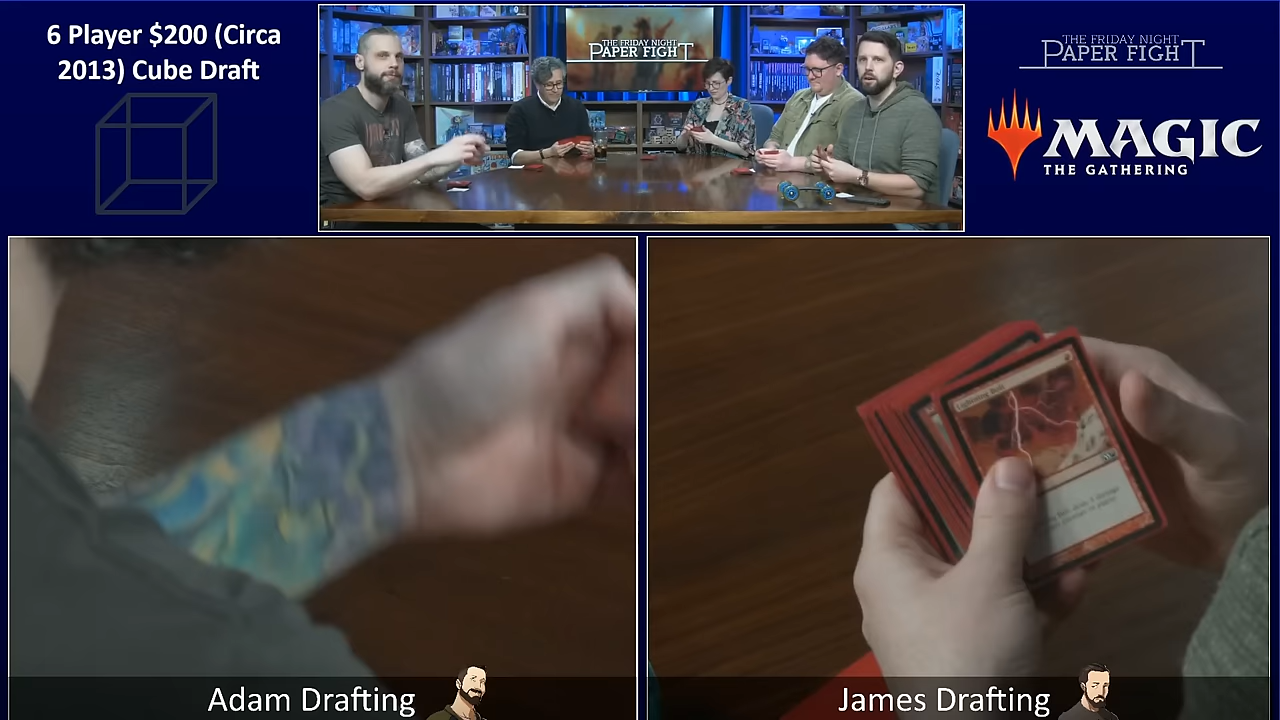 6 Player $200 (Circa
2013) Cube Draft
THE FRIDAY NIGHT
PAPER FIGHT
THE FRIDAY NIGHT
PAPER FIGHT
MAGIC
THE GATHERING
Lightning Bolt
Adam Drafting
James Drafting